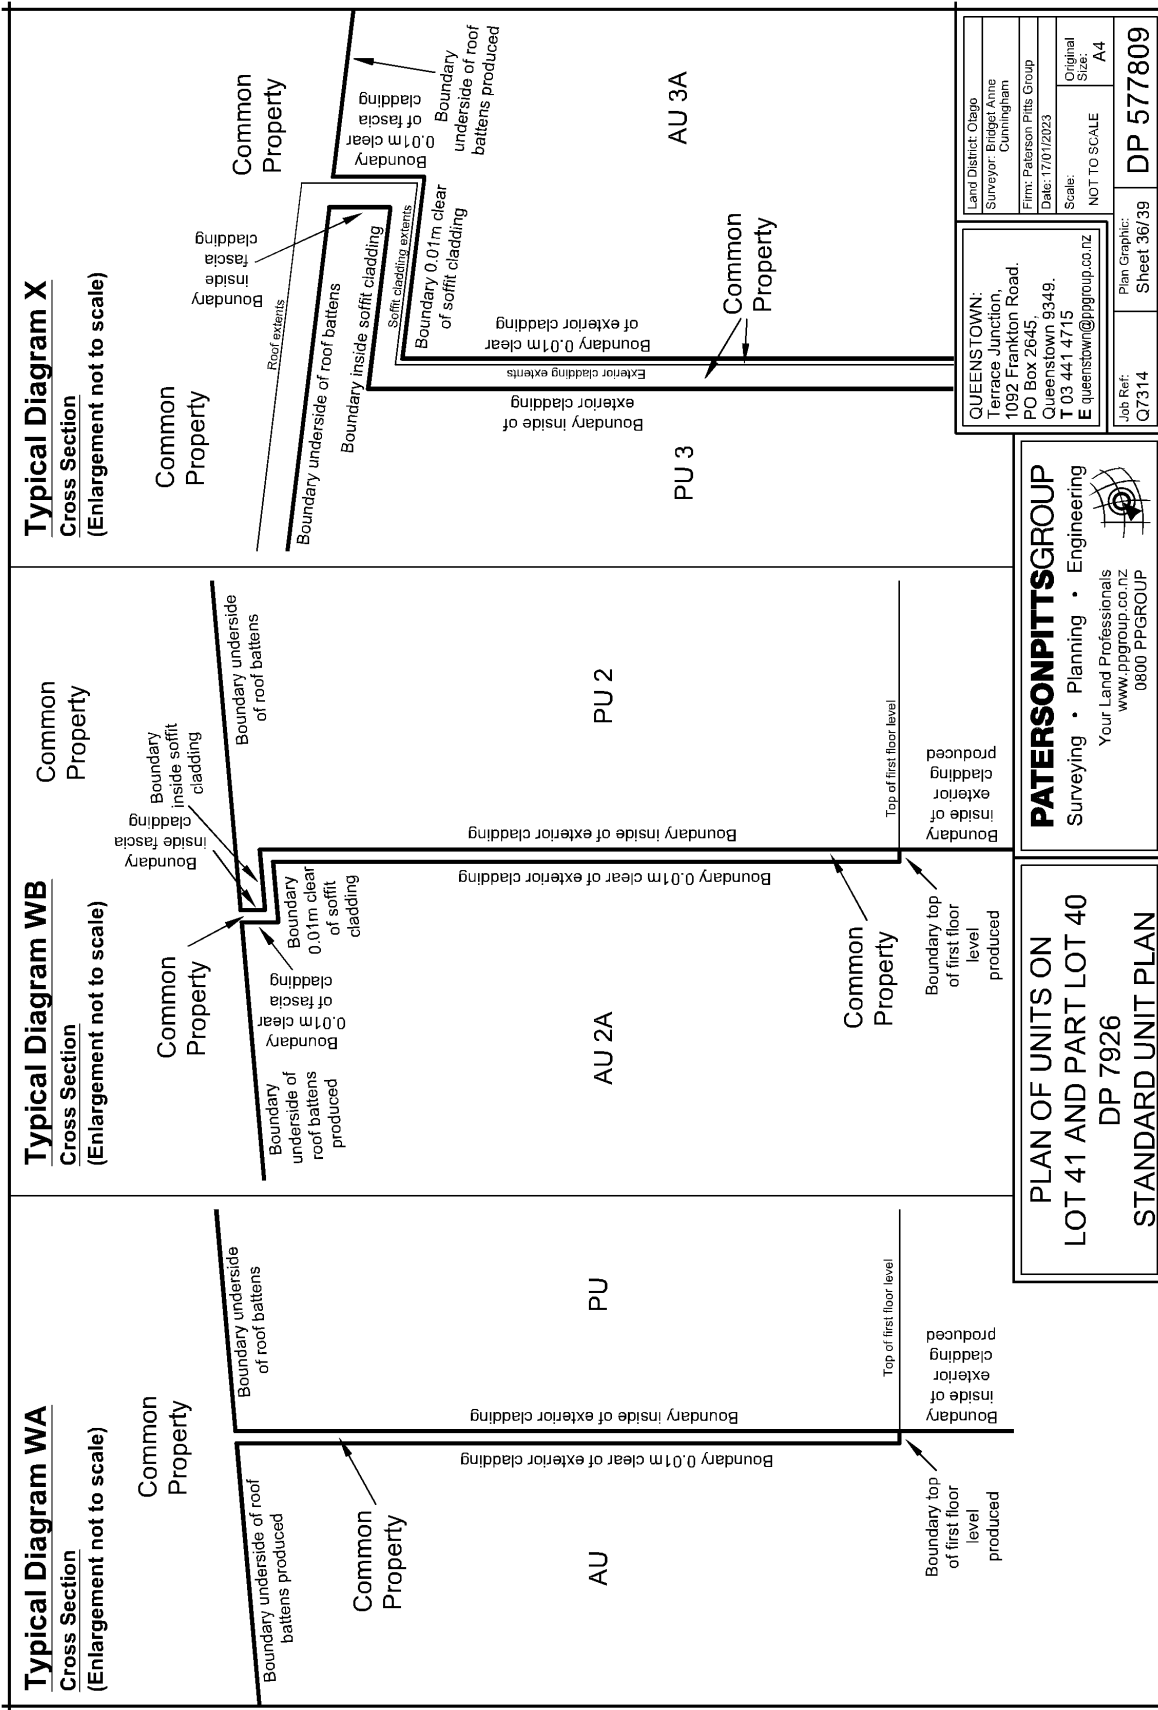 Typical Diagram WA
Cross Section
(Enlargement not to scale)
Common
Property
Boundary underside of roof
battens produced
Boundary underside
of roof battens
Common
Property
AU
PU
Boundary 0.01m clear of exterior cladding
Boundary inside of exterior cladding
Top of first floor level
Boundary top
of first floor
level
produced
Boundary
inside of
exterior
cladding
produced
Typical Diagram WB
Cross Section
(Enlargement not to scale)
Common
Property
Common
Property
Boundary
inside fascia
cladding
Boundary
inside soffit
cladding
Boundary underside
of roof battens
Boundary
underside of
roof battens
produced
Boundary
0.01m clear
of fascia
cladding
Boundary
0.01m clear
of soffit
cladding
AU 2A
PU 2
Boundary 0.01m clear of exterior cladding
Boundary inside of exterior cladding
Common
Property
Top of first floor level
Boundary top
of first floor
level
produced
Boundary
inside of
exterior
cladding
produced
Typical Diagram X
Cross Section
(Enlargement not to scale)
Common
Property
Common
Property
Roof extents
Boundary
inside
fascia
cladding
Boundary underside of roof battens
Boundary inside soffit cladding
Soffit cladding extents
Boundary 0.01m clear
of soffit cladding
Boundary
0.01m clear
of fascia
cladding
Boundary
underside of roof
battens produced
Boundary inside of
exterior cladding
Exterior cladding extents
Boundary 0.01m clear
of exterior cladding
PU 3
Common
Property
AU 3A
PLAN OF UNITS ON
LOT 41 AND PART LOT 40
DP 7926
STANDARD UNIT PLAN
PATERSONPITTSGROUP
Surveying • Planning • Engineering
Your Land Professionals
www.ppgroup.co.nz
0800 PPGROUP
QUEENSTOWN:
Terrace Junction,
1092 Frankton Road.
PO Box 2645,
Queenstown 9349.
T 03 441 4715
E queenstown@ppgroup.co.nz
Land District: Otago
Surveyor: Bridget Anne
Cunningham
Firm: Paterson Pitts Group
Date: 17/01/2023
Scale:
NOT TO SCALE
Original
Size:
A4
Job Ref:
Q7314
Plan Graphic:
Sheet 36/39
DP 577809